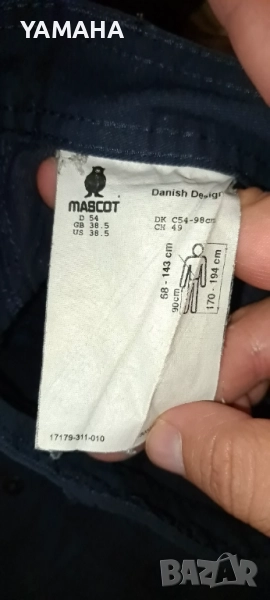 YAMAHA
MASCOT
Danish Design
D 54
GB 38.5
US 38.5
DK C54-98cm
CH 49
68 - 143 cm
90cm
170 - 194 cm
17179-311-010
BAZAR